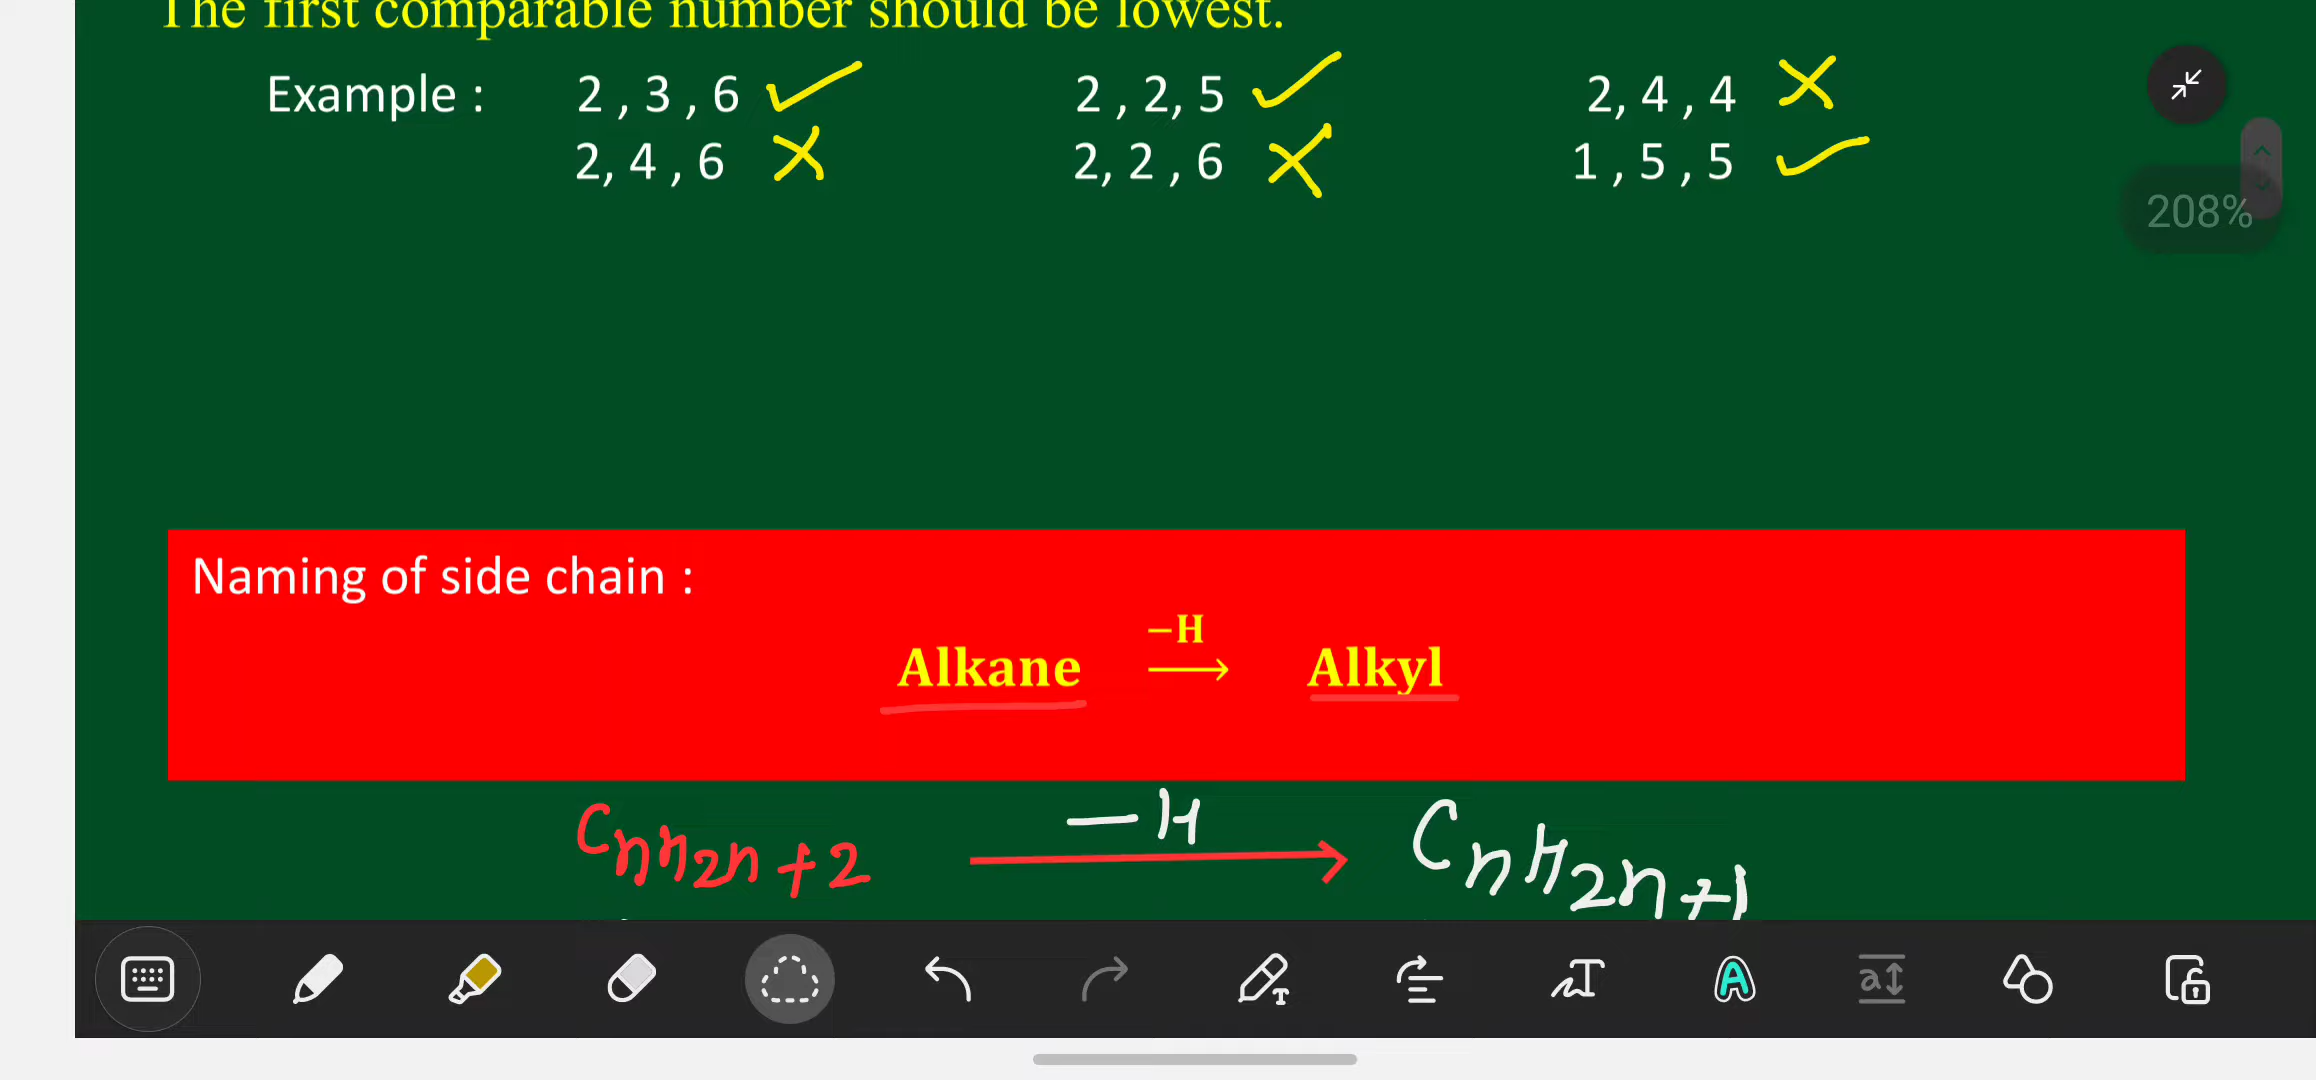 The first comparable number should be lowest.
Example : 2 , 3 , 6 ✓ 2 , 2, 5 ✓ 2, 4 , 4 ✗
2, 4 , 6 ✗ 2, 2 , 6 ✗ 1 , 5 , 5 ✓
208%
Naming of side chain :
−H
Alkane ⟶ Alkyl
−H
CnH2n+2 ⟶ CnH2n+1